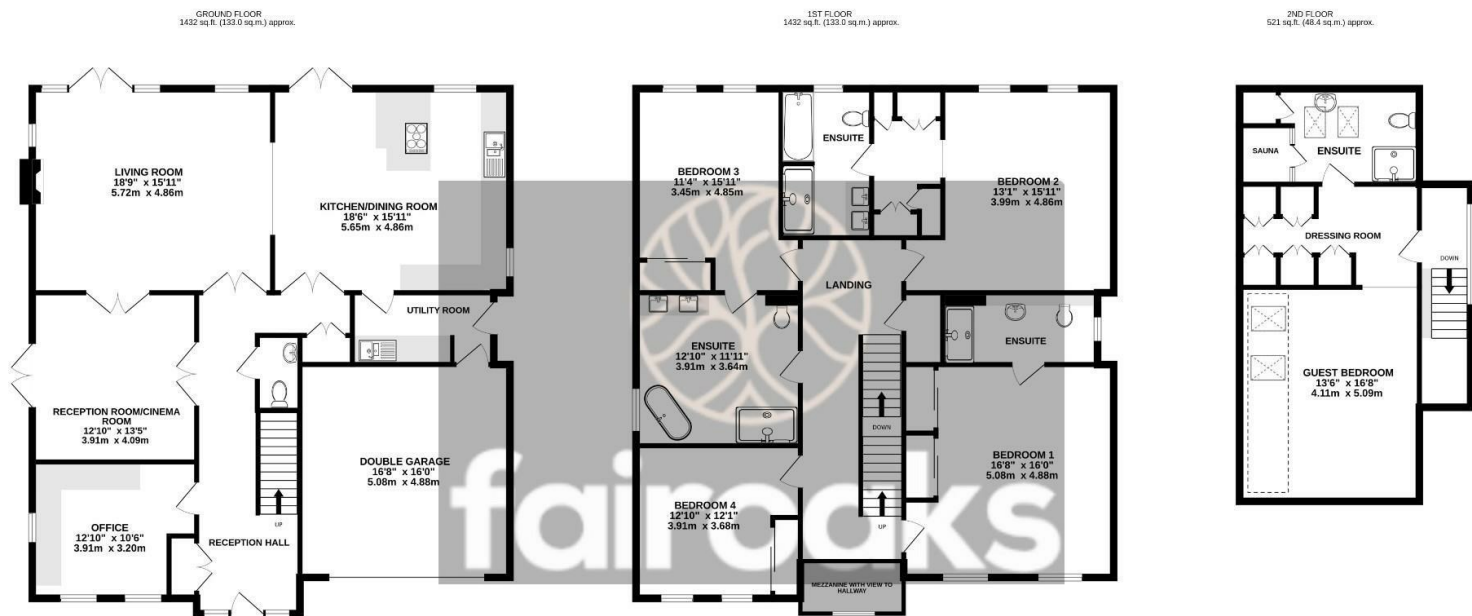 GROUND FLOOR
1432 sq.ft. (133.0 sq.m.) approx.
1ST FLOOR
1432 sq.ft. (133.0 sq.m.) approx.
2ND FLOOR
521 sq.ft. (48.4 sq.m.) approx.
LIVING ROOM
18'9" x 15'11"
5.72m x 4.86m
KITCHEN/DINING ROOM
18'6" x 15'11"
5.65m x 4.86m
UTILITY ROOM
RECEPTION ROOM/CINEMA
ROOM
12'10" x 13'5"
3.91m x 4.09m
DOUBLE GARAGE
16'8" x 16'0"
5.08m x 4.88m
OFFICE
12'10" x 10'6"
3.91m x 3.20m
UP
RECEPTION HALL
BEDROOM 3
11'4" x 15'11"
3.45m x 4.85m
ENSUITE
BEDROOM 2
13'1" x 15'11"
3.99m x 4.86m
LANDING
ENSUITE
12'10" x 11'11"
3.91m x 3.64m
ENSUITE
DOWN
BEDROOM 1
16'8" x 16'0"
5.08m x 4.88m
BEDROOM 4
12'10" x 12'1"
3.91m x 3.68m
UP
MEZZANINE WITH VIEW TO
HALLWAY
fairoaks
SAUNA
ENSUITE
DRESSING ROOM
DOWN
GUEST BEDROOM
13'6" x 16'8"
4.11m x 5.09m